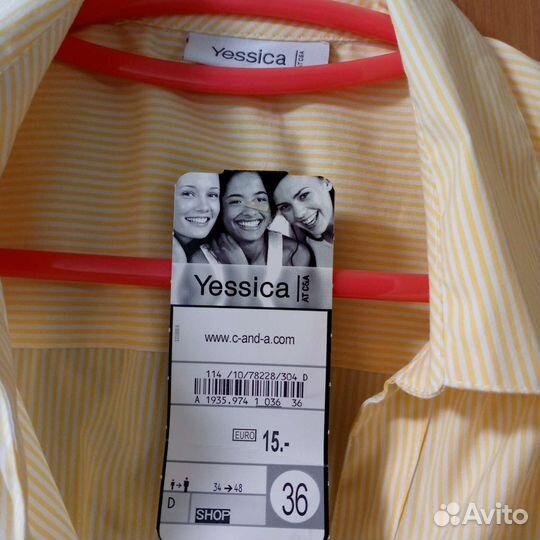 Yessica
AT C&A
Yessica
AT C&A
www.c-and-a.com
114 /10/78228/304 D
A 1935.974 1 036 36
EURO 15.-
34 → 48
D
SHOP
36
Avito